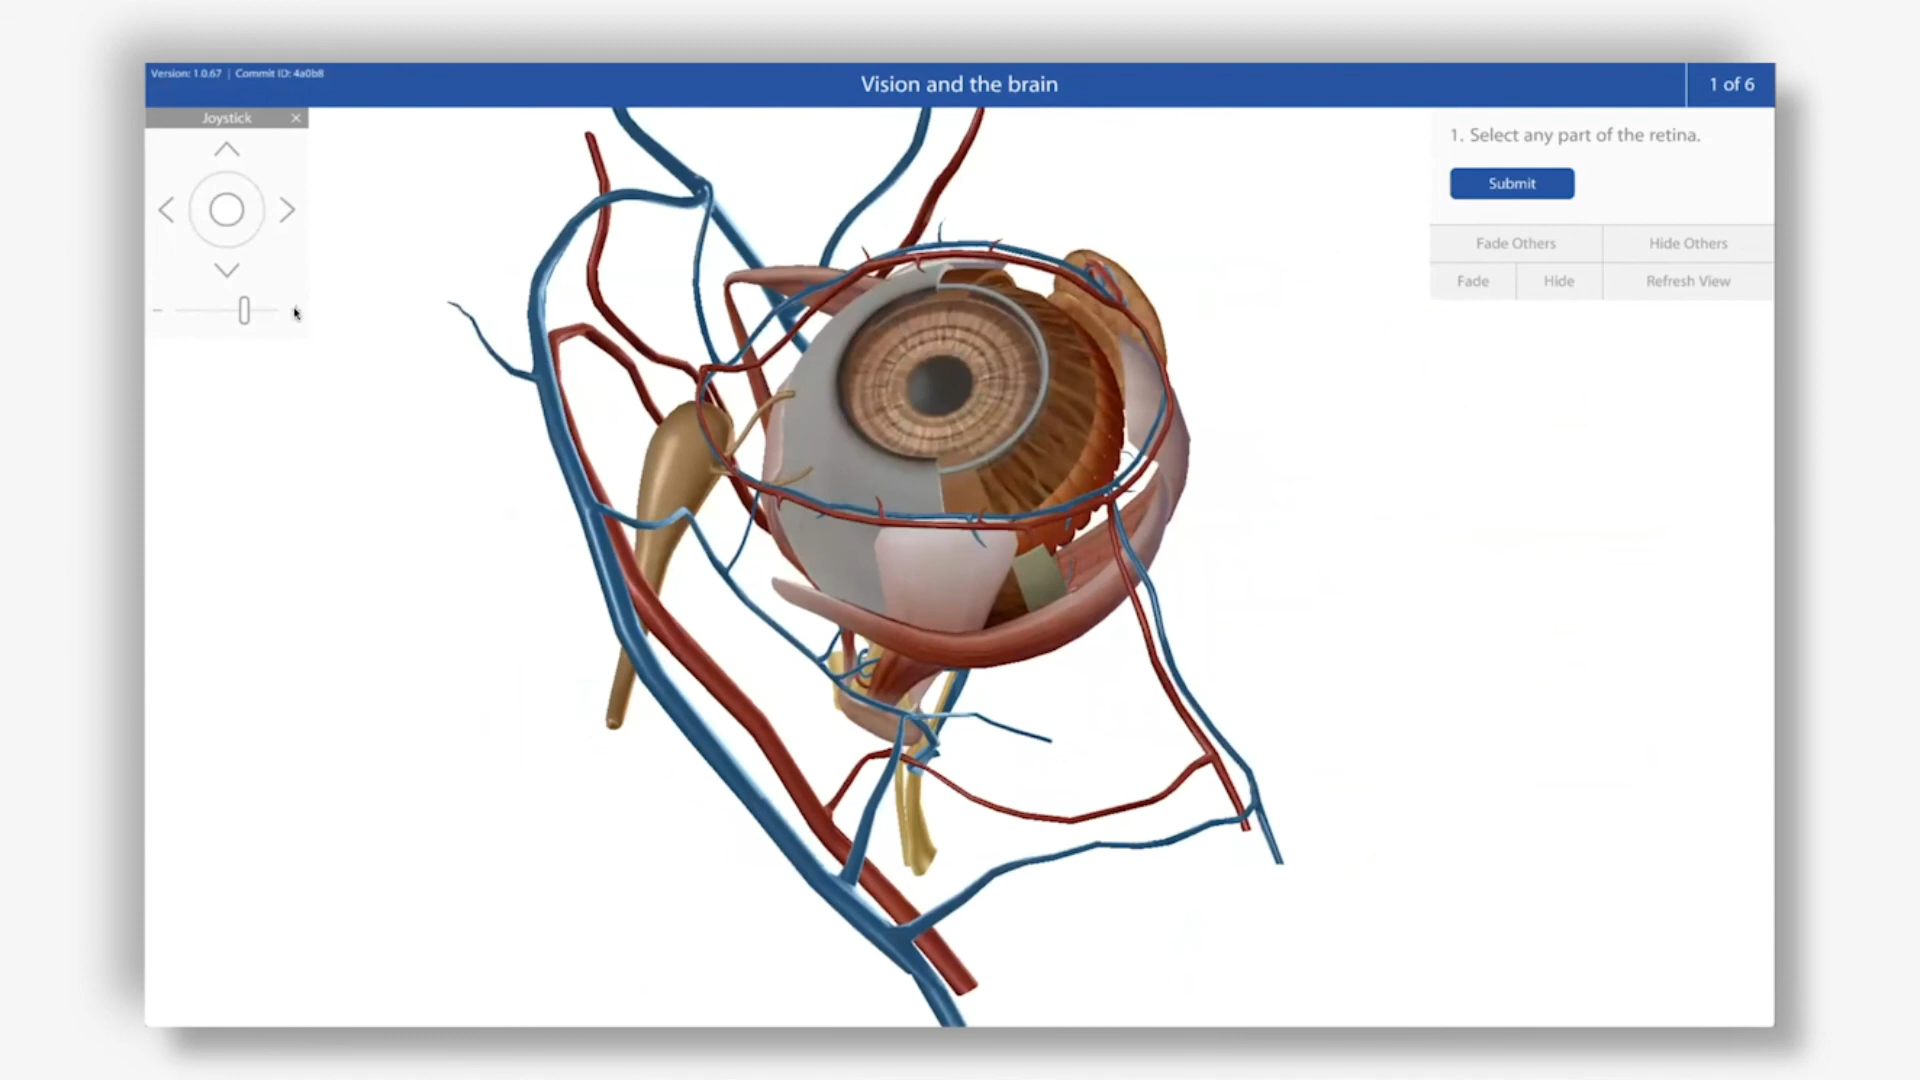 Version: 1.0.67 | Commit ID: 4a0b8
Vision and the brain
1 of 6
Joystick
1. Select any part of the retina.
Submit
Fade Others
Hide Others
Fade
Hide
Refresh View